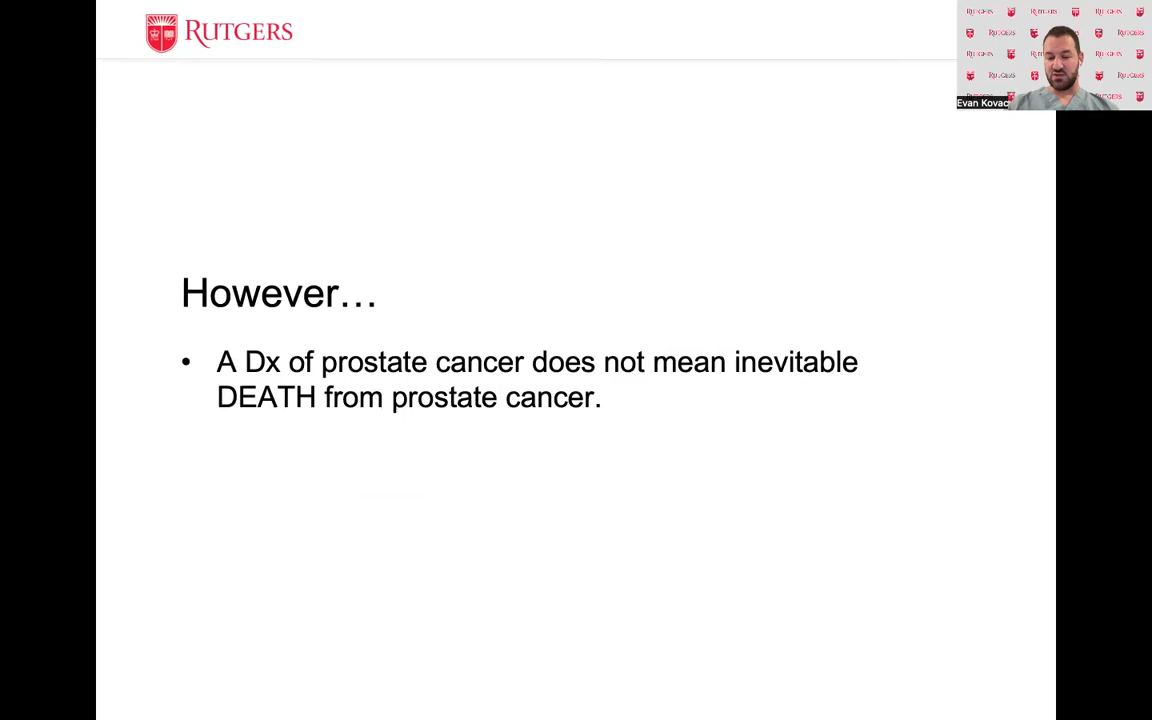 RUTGERS
Evan Kovac
However…
• A Dx of prostate cancer does not mean inevitable
DEATH from prostate cancer.